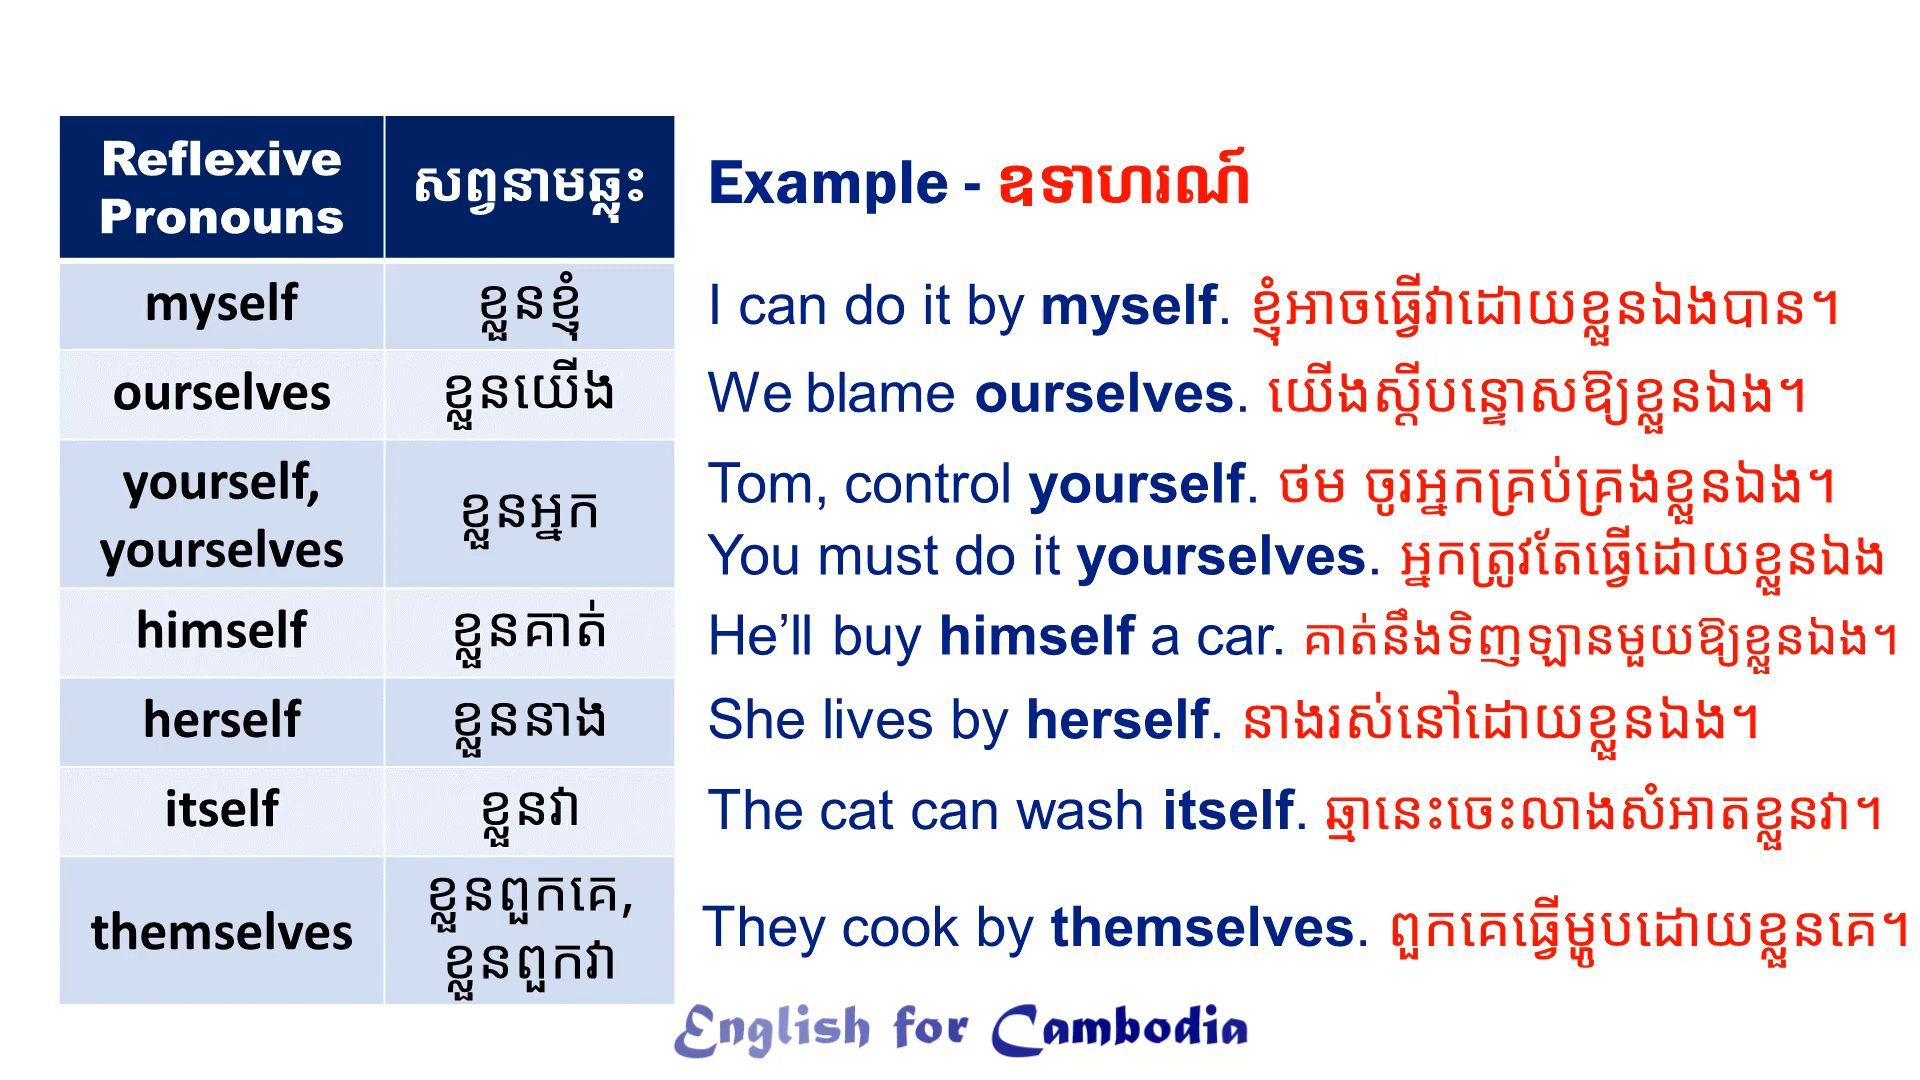 Reflexive
Pronouns
សព្វនាមឆ្លុះ
Example - ឧទាហរណ៍
myself
ខ្លួនខ្ញុំ
I can do it by myself. ខ្ញុំអាចធ្វើវាដោយខ្លួនឯងបាន។
ourselves
ខ្លួនយើង
We blame ourselves. យើងស្តីបន្ទោសឱ្យខ្លួនឯង។
yourself,
yourselves
ខ្លួនអ្នក
Tom, control yourself. ថម ចូរអ្នកគ្រប់គ្រងខ្លួនឯង។
You must do it yourselves. អ្នកត្រូវតែធ្វើដោយខ្លួនឯង
himself
ខ្លួនគាត់
He’ll buy himself a car. គាត់នឹងទិញឡានមួយឱ្យខ្លួនឯង។
herself
ខ្លួននាង
She lives by herself. នាងរស់នៅដោយខ្លួនឯង។
itself
ខ្លួនវា
The cat can wash itself. ឆ្មានេះចេះលាងសំអាតខ្លួនវា។
themselves
ខ្លួនពួកគេ,
ខ្លួនពួកវា
They cook by themselves. ពួកគេធ្វើម្ហូបដោយខ្លួនគេ។
English for Cambodia